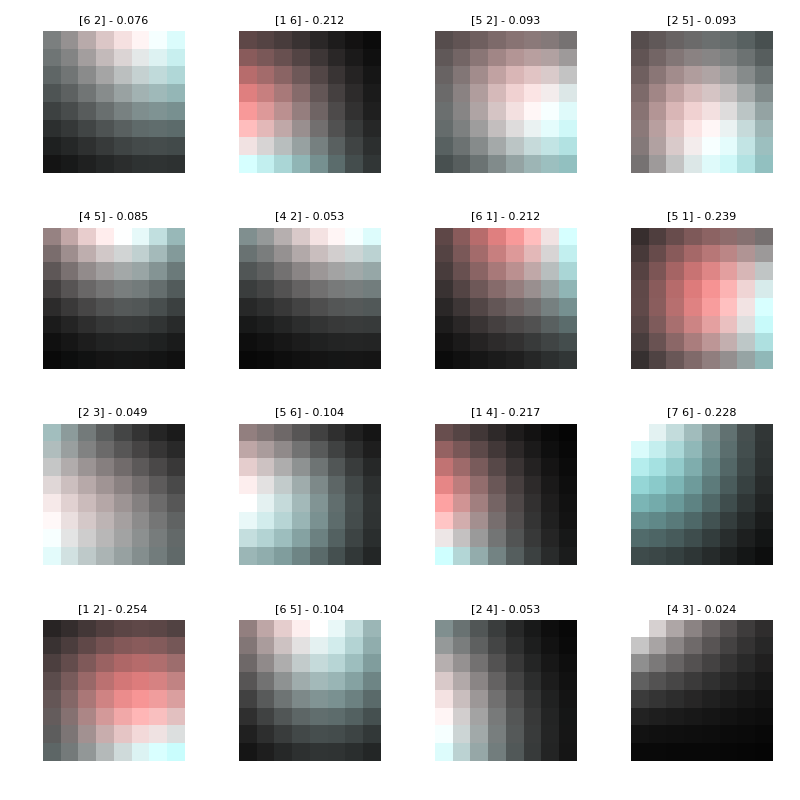 [6 2] - 0.076
[1 6] - 0.212
[5 2] - 0.093
[2 5] - 0.093
[4 5] - 0.085
[4 2] - 0.053
[6 1] - 0.212
[5 1] - 0.239
[2 3] - 0.049
[5 6] - 0.104
[1 4] - 0.217
[7 6] - 0.228
[1 2] - 0.254
[6 5] - 0.104
[2 4] - 0.053
[4 3] - 0.024